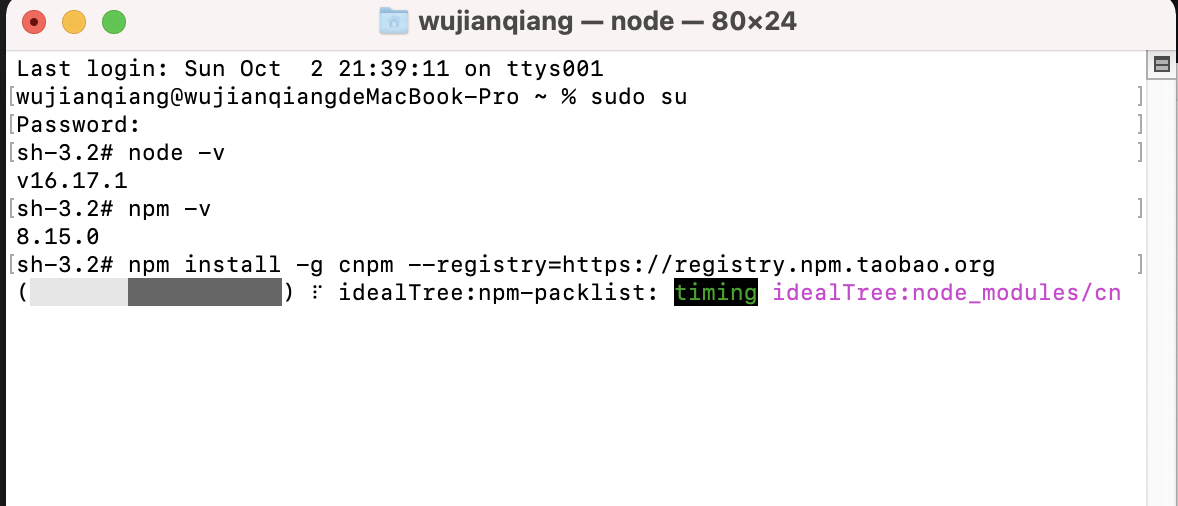 wujianqiang — node — 80×24
Last login: Sun Oct  2 21:39:11 on ttys001
[wujianqiang@wujianqiangdeMacBook-Pro ~ % sudo su ]
[Password: ]
[sh-3.2# node -v ]
v16.17.1
[sh-3.2# npm -v ]
8.15.0
[sh-3.2# npm install -g cnpm --registry=https://registry.npm.taobao.org ]
( ) ⠏ idealTree:npm-packlist: timing idealTree:node_modules/cn